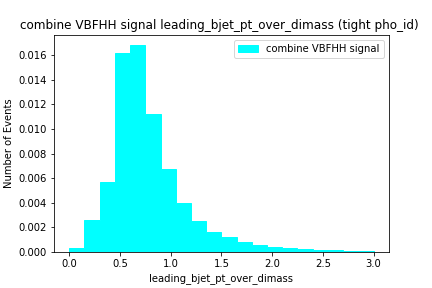 combine VBFHH signal leading_bjet_pt_over_dimass (tight pho_id)
combine VBFHH signal
Number of Events
0.016
0.014
0.012
0.010
0.008
0.006
0.004
0.002
0.000
0.0 0.5 1.0 1.5 2.0 2.5 3.0
leading_bjet_pt_over_dimass